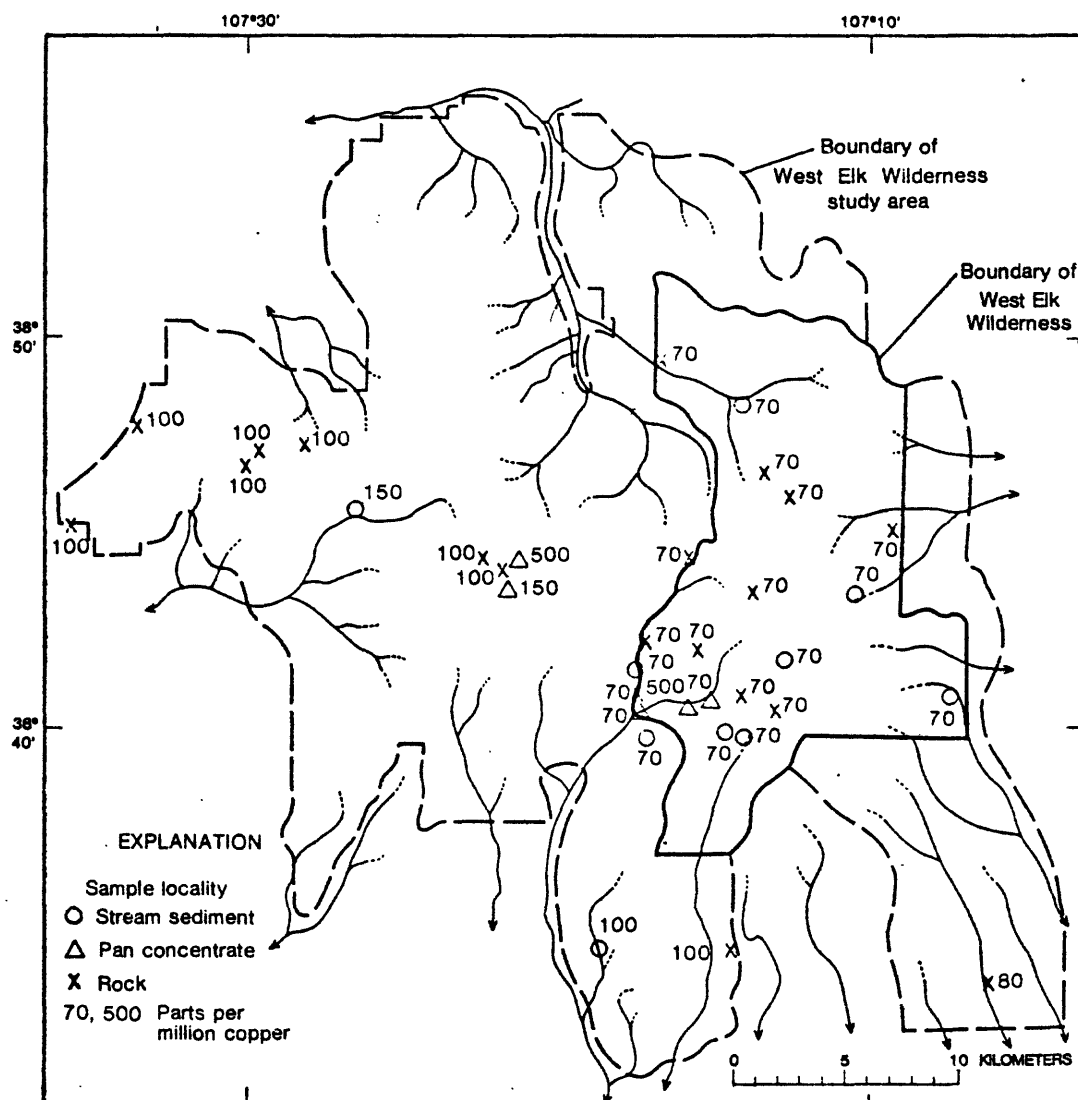 107°30'
107°10'
Boundary of
West Elk Wilderness
study area
Boundary of
West Elk
Wilderness
38°
50'
70
70
100
100
100
100
70
70
150
100
100
500
100
150
70
70
70
70
70
70
70
70
70
500
70
70
70
70
70
70
70
70
38°
40'
EXPLANATION
Sample locality
Stream sediment
Pan concentrate
X Rock
70, 500 Parts per
million copper
100
100
80
0 5 10 KILOMETERS